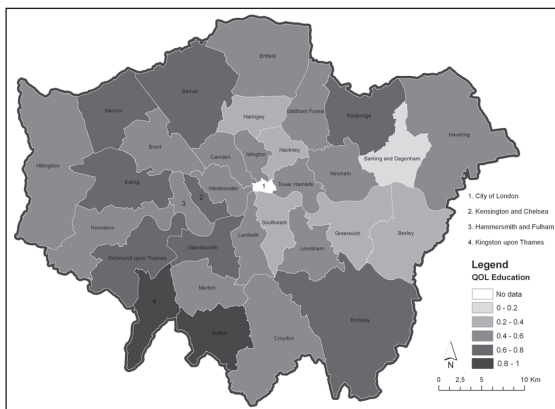 Enfield
Barnet
Harrow
Haringey
Waltham Forest
Redbridge
Havering
Hillingdon
Brent
Camden
Islington
Hackney
Barking and Dagenham
Newham
Ealing
Westminster
1
Tower Hamlets
2
3
Hounslow
Southwark
Greenwich
Bexley
Richmond upon Thames
Wandsworth
Lambeth
Lewisham
4
Merton
Sutton
Croydon
Bromley
1. City of London
2. Kensington and Chelsea
3. Hammersmith and Fulham
4. Kingston upon Thames
Legend
QOL Education
No data
0 - 0.2
0.2 - 0.4
0.4 - 0.6
0.6 - 0.8
0.8 - 1
N
0 2,5 5 10 Km